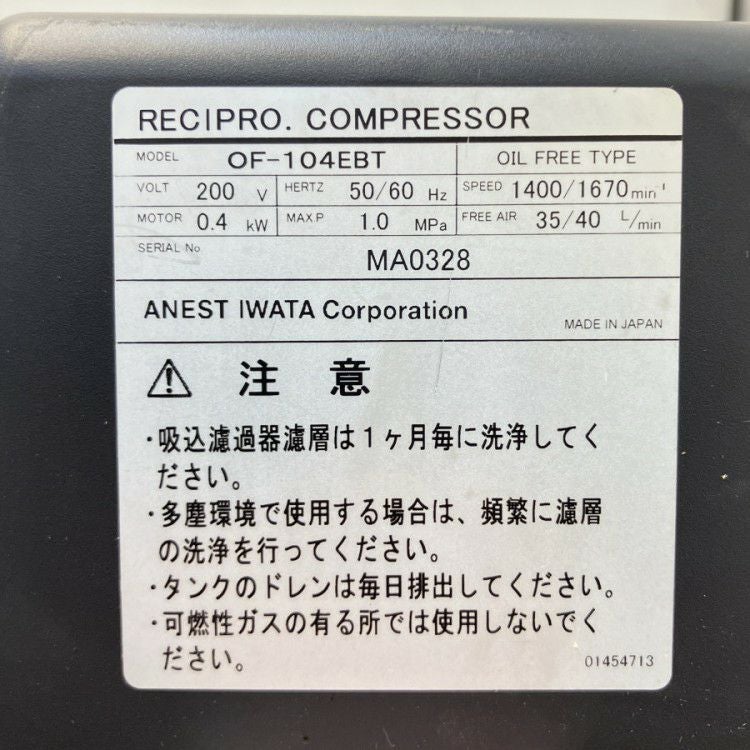 RECIPRO. COMPRESSOR
MODEL OF-104EBT OIL FREE TYPE
VOLT 200 V HERTZ 50/60 Hz SPEED 1400/1670 min⁻¹
MOTOR 0.4 kW MAX.P 1.0 MPa FREE AIR 35/40 L/min
SERIAL No. MA0328
ANEST IWATA Corporation
MADE IN JAPAN
⚠ 注 意
・吸込濾過器濾層は1ヶ月毎に洗浄してく
ださい。
・多塵環境で使用する場合は、頻繁に濾層
の洗浄を行ってください。
・タンクのドレンは毎日排出してください。
・可燃性ガスの有る所では使用しないでく
ださい。
01454713